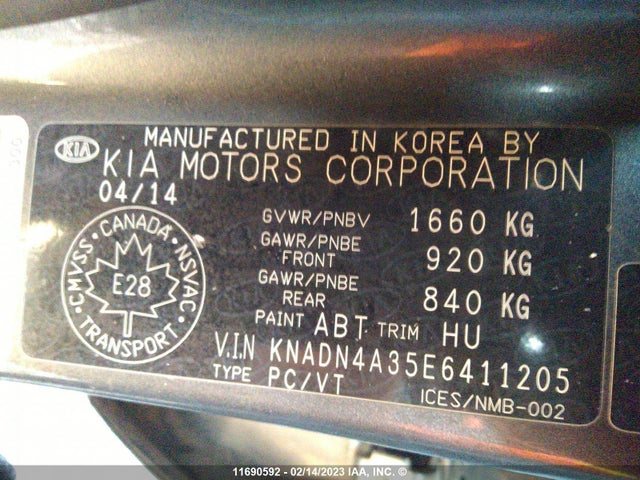 MANUFACTURED IN KOREA BY
KIA
KIA MOTORS CORPORATION
04/14
GVWR/PNBV 1660 KG
GAWR/PNBE FRONT 920 KG
GAWR/PNBE REAR 840 KG
PAINT ABT TRIM HU
V.I.N KNADN4A35E6411205
TYPE PC/VT
ICES/NMB-002
CMVSS · CANADA · NSVAC
E28
TRANSPORT
11690592 - 02/14/2023 IAA, INC. ©